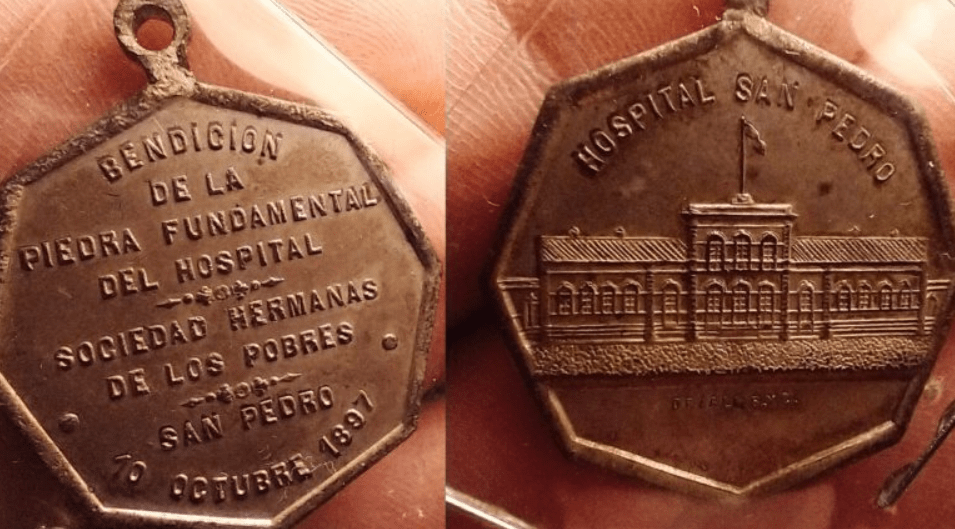 BENDICION
DE LA
PIEDRA FUNDAMENTAL
DEL HOSPITAL
SOCIEDAD HERMANAS
DE LOS POBRES
SAN PEDRO
10 OCTUBRE 1897
HOSPITAL SAN PEDRO